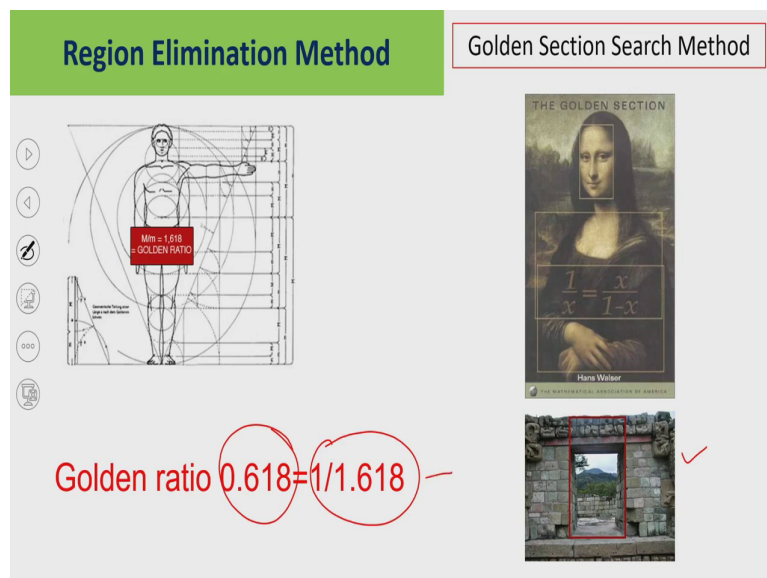 Region Elimination Method
Golden Section Search Method
THE GOLDEN SECTION
M/m = 1,618
= GOLDEN RATIO
1/x = x/1-x
Hans Walser
THE MATHEMATICAL ASSOCIATION OF AMERICA
Golden ratio 0.618=1/1.618